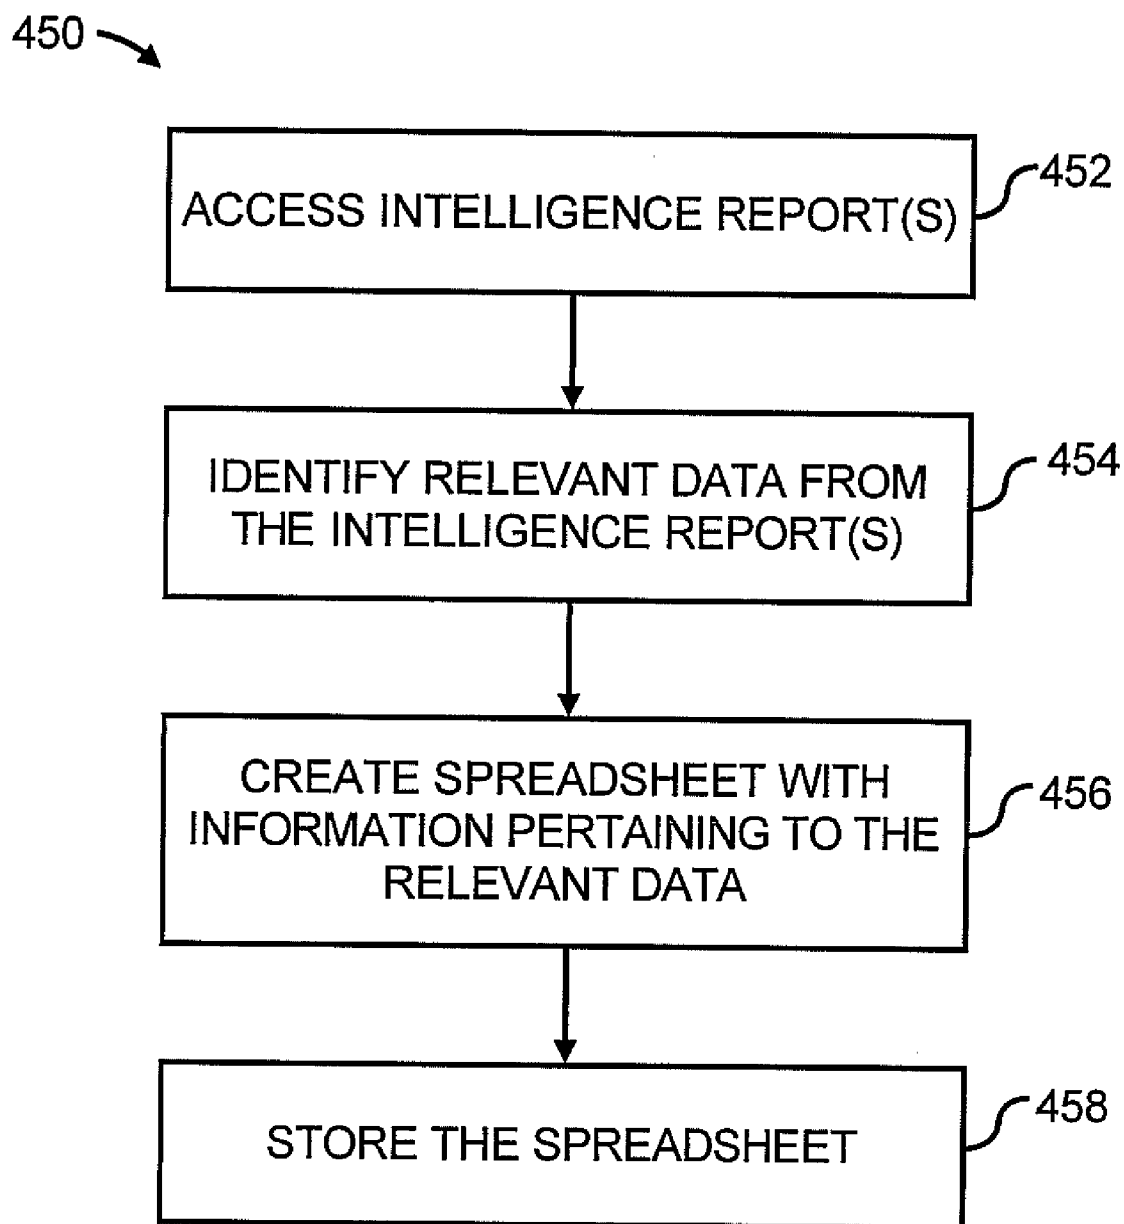 450
ACCESS INTELLIGENCE REPORT(S)
452
IDENTIFY RELEVANT DATA FROM
THE INTELLIGENCE REPORT(S)
454
CREATE SPREADSHEET WITH
INFORMATION PERTAINING TO THE
RELEVANT DATA
456
STORE THE SPREADSHEET
458